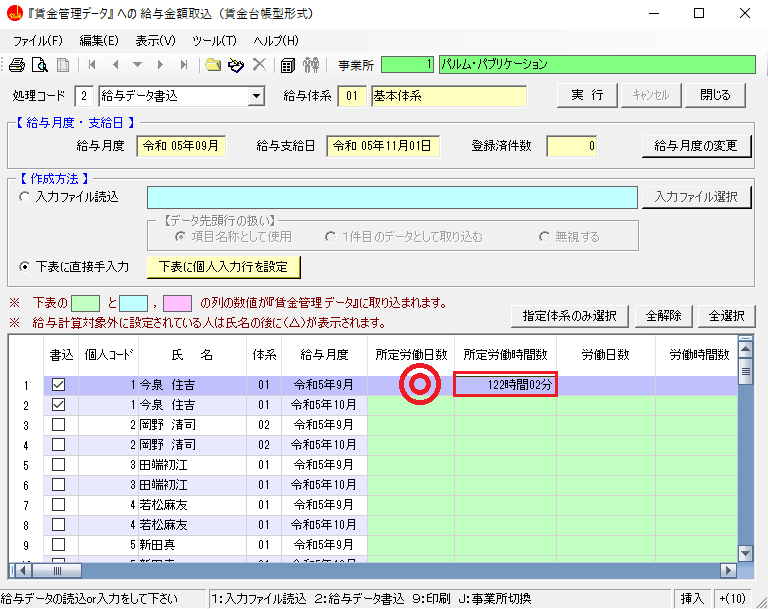 『賃金管理データ』への 給与金額取込 （賃金台帳型形式）
ファイル(F) 編集(E) 表示(V) ツール(T) ヘルプ(H)
事業所 1 パルム・パブリケーション
処理コード 2 給与データ書込 給与体系 01 基本体系 実 行 キャンセル 閉じる
【 給与月度・支給日 】
給与月度 令和 05年09月 給与支給日 令和 05年11月01日 登録済件数 0 給与月度の変更
【 作成方法 】
入力ファイル読込 入力ファイル選択
【データ先頭行の扱い】
項目名称として使用 1件目のデータとして取り込む 無視する
下表に直接手入力 下表に個人入力行を設定
※ 下表の と , の列の数値が『賃金管理データ』に取り込まれます。
※ 給与計算対象外に設定されている人は氏名の後に(△)が表示されます。
指定体系のみ選択 全解除 全選択
書込 個人コード 氏 名 体系 給与月度 所定労働日数 所定労働時間数 労働日数 労働時間数
1 1 今泉 住吉 01 令和5年9月 122時間02分
2 1 今泉 住吉 01 令和5年10月
3 2 岡野 清司 02 令和5年9月
4 2 岡野 清司 02 令和5年10月
5 3 田端初江 01 令和5年9月
6 3 田端初江 01 令和5年10月
7 4 若松麻友 01 令和5年9月
8 4 若松麻友 01 令和5年10月
9 5 新田真 01 令和5年9月
給与データの読込or入力をして下さい 1：入力ファイル読込 2：給与データ書込 9：印刷 J：事業所切換 挿入 +(10)